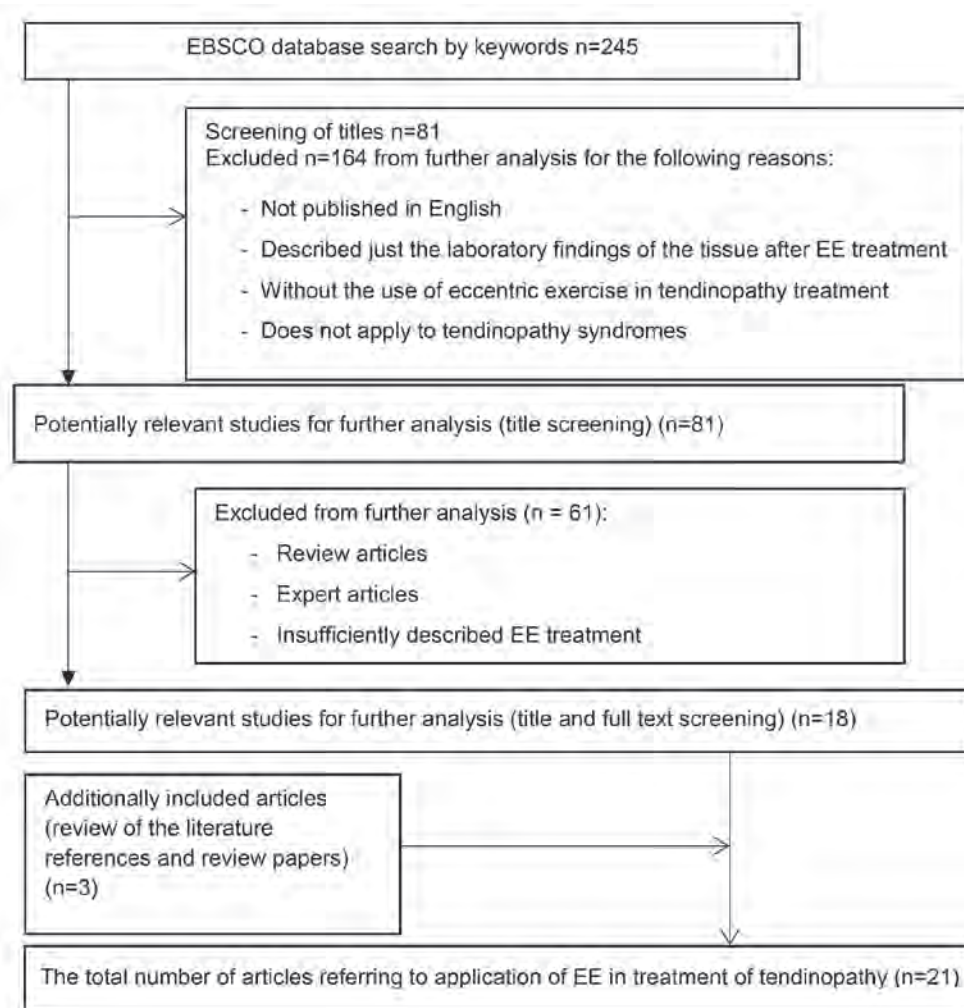 EBSCO database search by keywords n=245
Screening of titles n=81
Excluded n=164 from further analysis for the following reasons:
- Not published in English
- Described just the laboratory findings of the tissue after EE treatment
- Without the use of eccentric exercise in tendinopathy treatment
- Does not apply to tendinopathy syndromes
Potentially relevant studies for further analysis (title screening) (n=81)
Excluded from further analysis (n = 61):
- Review articles
- Expert articles
- Insufficiently described EE treatment
Potentially relevant studies for further analysis (title and full text screening) (n=18)
Additionally included articles
(review of the literature
references and review papers)
(n=3)
The total number of articles referring to application of EE in treatment of tendinopathy (n=21)